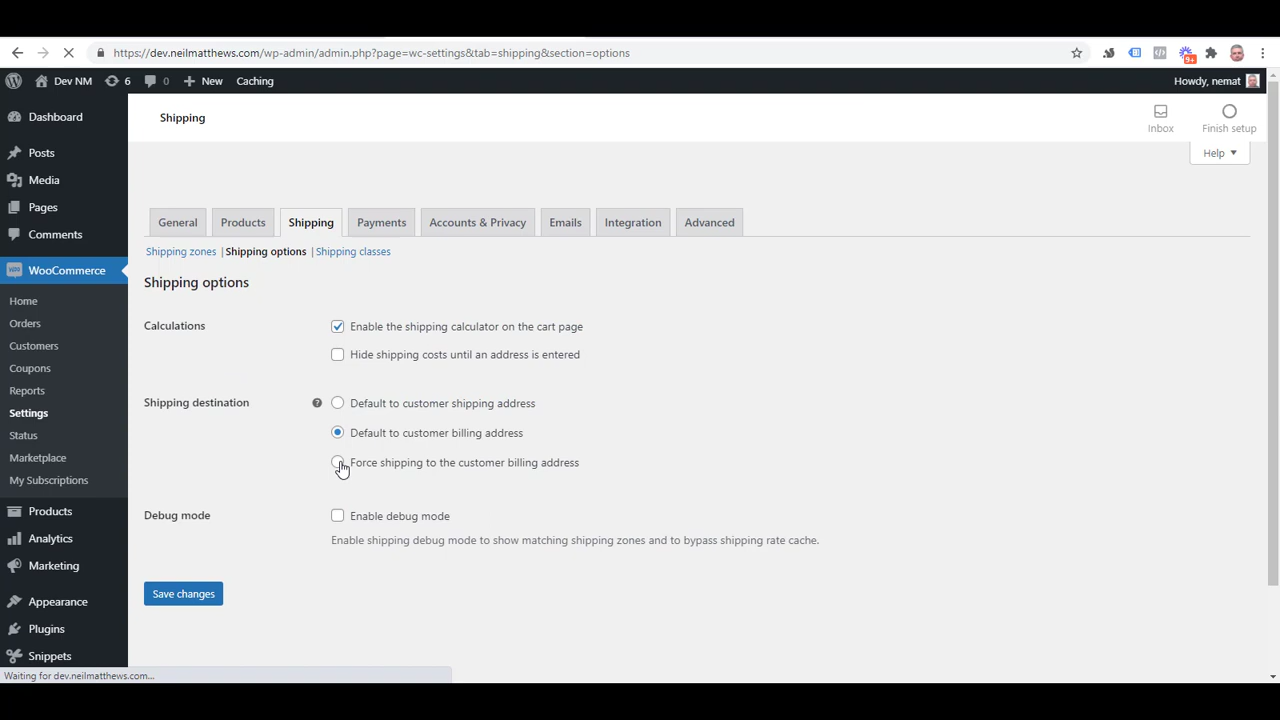 https://dev.neilmatthews.com/wp-admin/admin.php?page=wc-settings&tab=shipping&section=options
9+
Dev NM 6 0 New Caching Howdy, nemat
Dashboard
Posts
Media
Pages
Comments
WooCommerce
Home
Orders
Customers
Coupons
Reports
Settings
Status
Marketplace
My Subscriptions
Products
Analytics
Marketing
Appearance
Plugins
Snippets
Shipping
Inbox
Finish setup
Help
General Products Shipping Payments Accounts & Privacy Emails Integration Advanced
Shipping zones | Shipping options | Shipping classes
Shipping options
Calculations
Enable the shipping calculator on the cart page
Hide shipping costs until an address is entered
Shipping destination
Default to customer shipping address
Default to customer billing address
Force shipping to the customer billing address
Debug mode
Enable debug mode
Enable shipping debug mode to show matching shipping zones and to bypass shipping rate cache.
Save changes
Waiting for dev.neilmatthews.com...